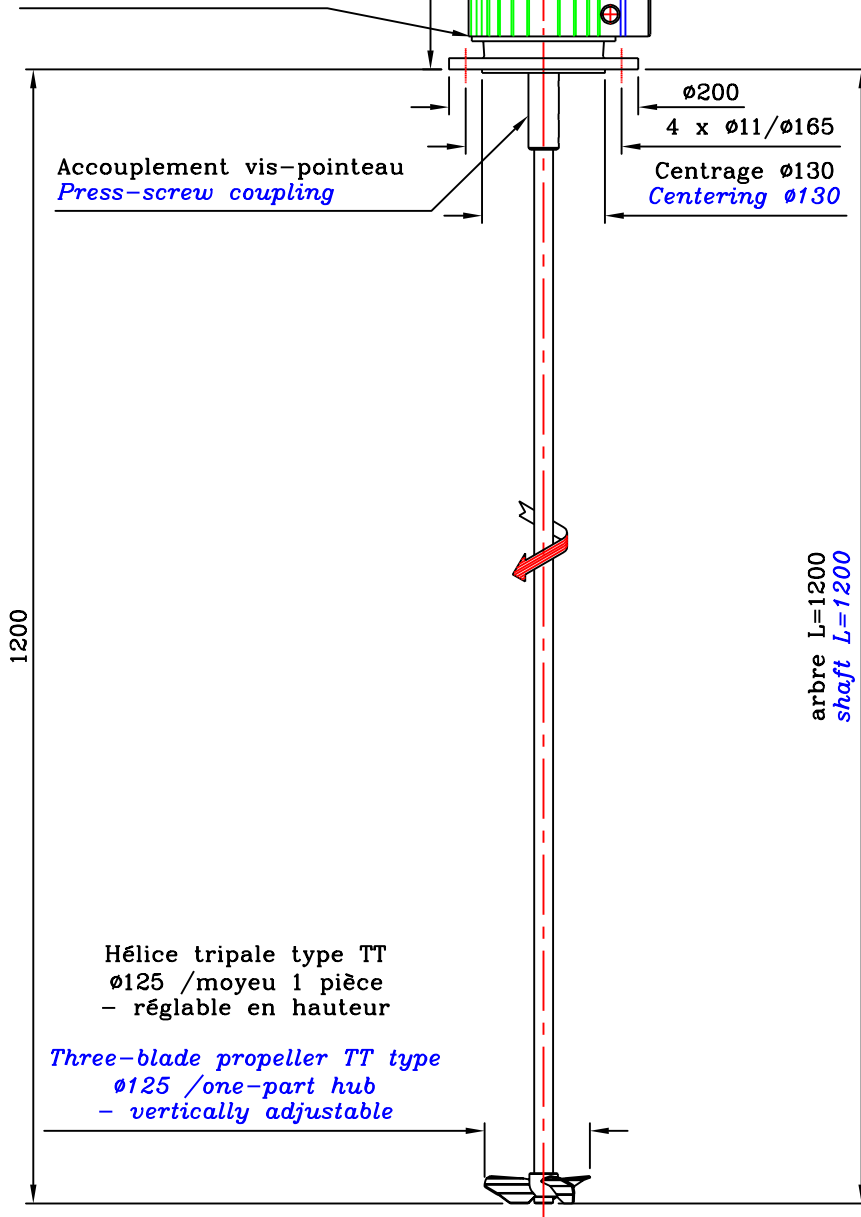 ø200
4 x ø11/ø165
Accouplement vis-pointeau
Press-screw coupling
Centrage ø130
Centering ø130
1200
arbre L=1200
shaft L=1200
Hélice tripale type TT
ø125 /moyeu 1 pièce
- réglable en hauteur
Three-blade propeller TT type
ø125 /one-part hub
- vertically adjustable